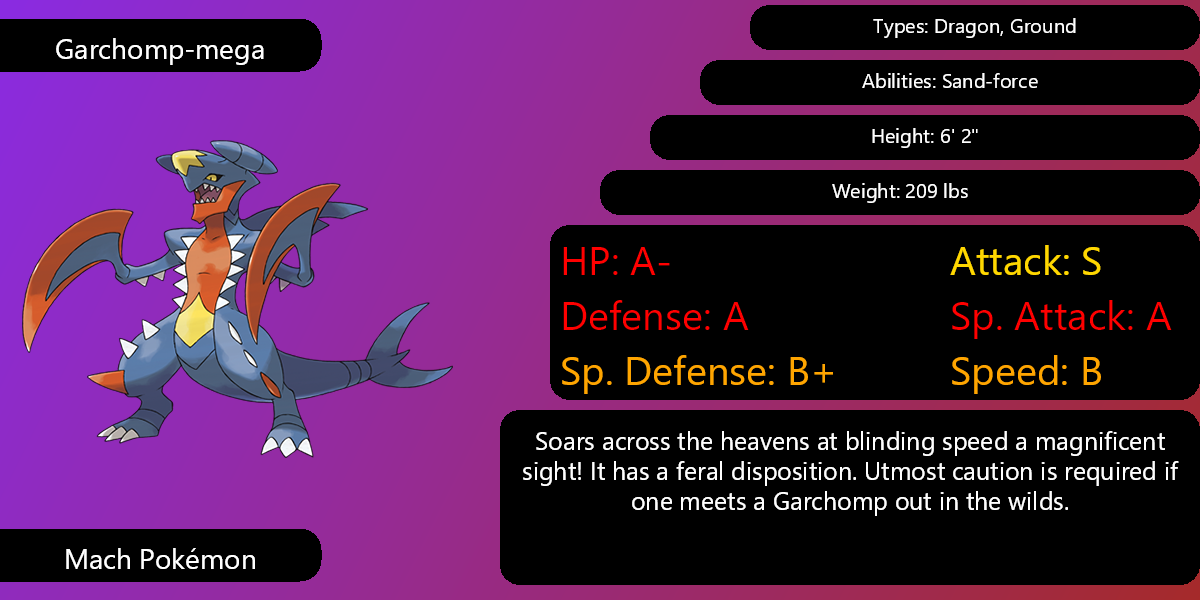 Garchomp-mega
Types: Dragon, Ground
Abilities: Sand-force
Height: 6' 2"
Weight: 209 lbs
HP: A-
Attack: S
Defense: A
Sp. Attack: A
Sp. Defense: B+
Speed: B
Soars across the heavens at blinding speed a magnificent
sight! It has a feral disposition. Utmost caution is required if
one meets a Garchomp out in the wilds.
Mach Pokémon